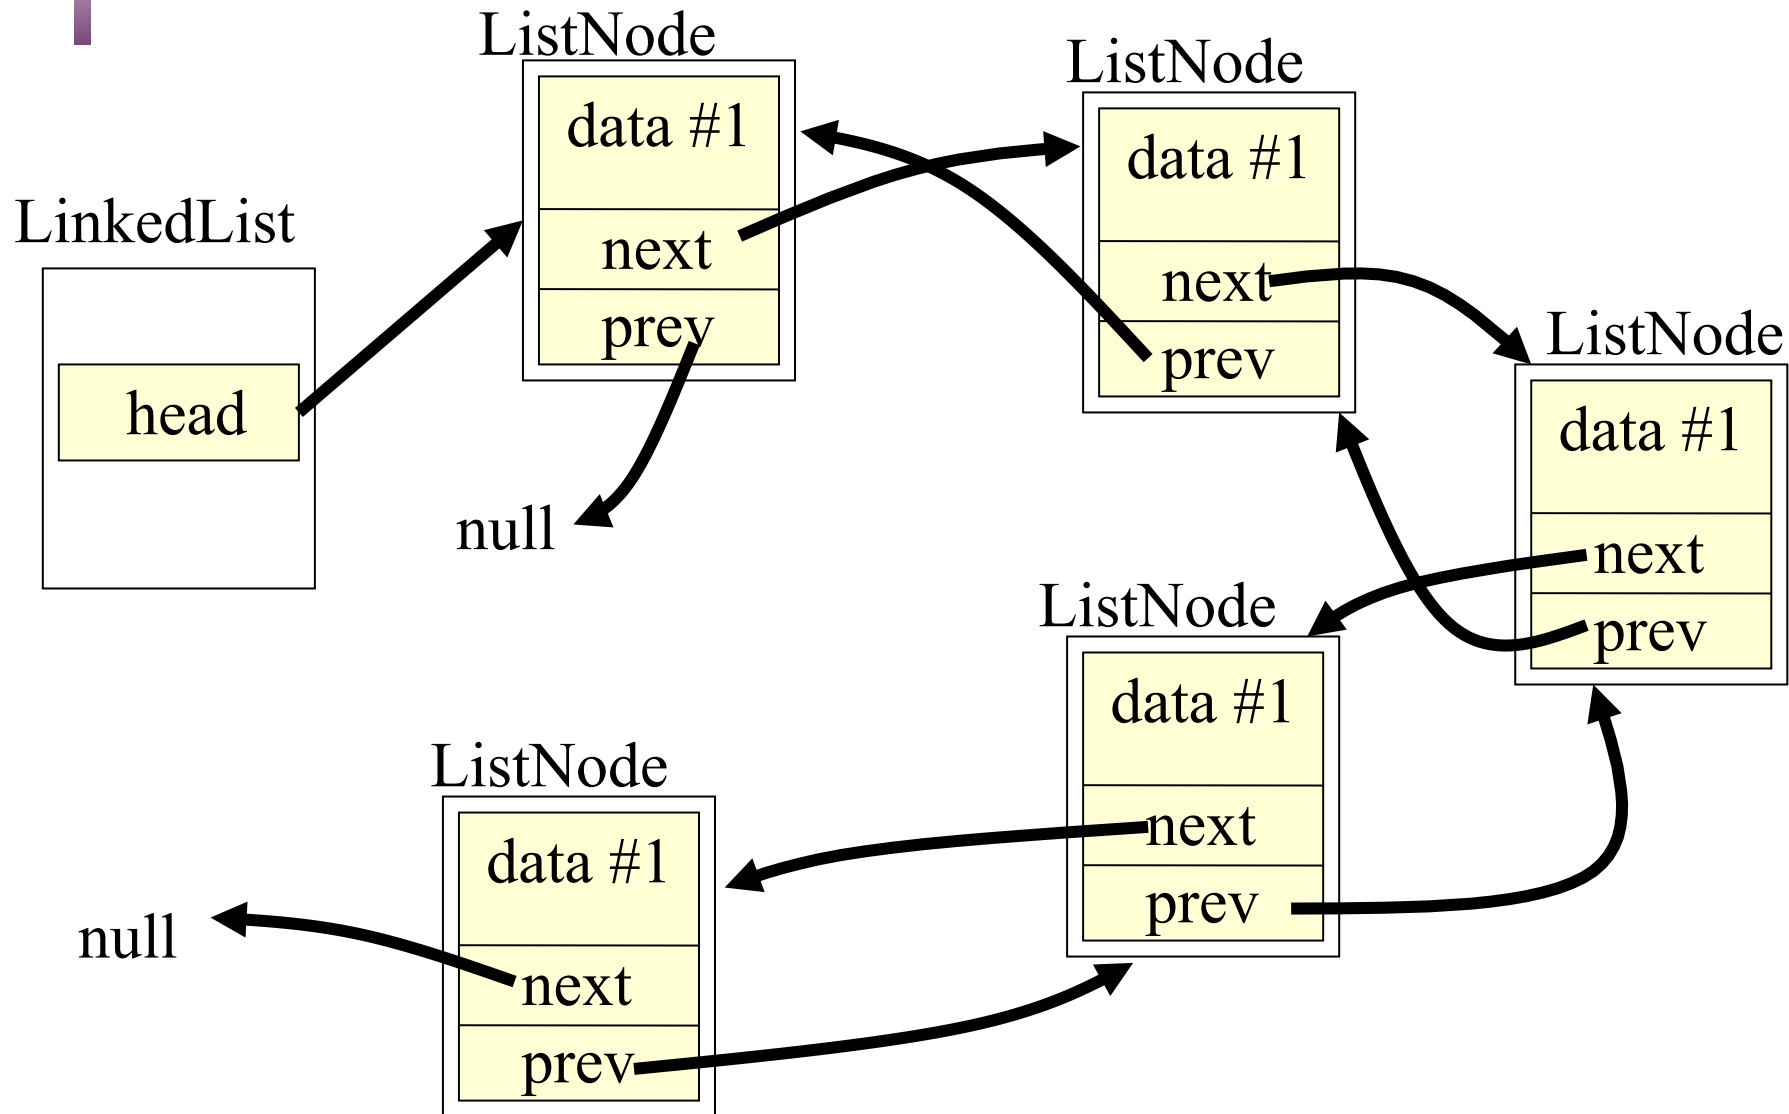 LinkedList
head
ListNode
data #1
next
prev
null
ListNode
data #1
next
prev
ListNode
data #1
next
prev
ListNode
data #1
next
prev
ListNode
data #1
next
prev
null